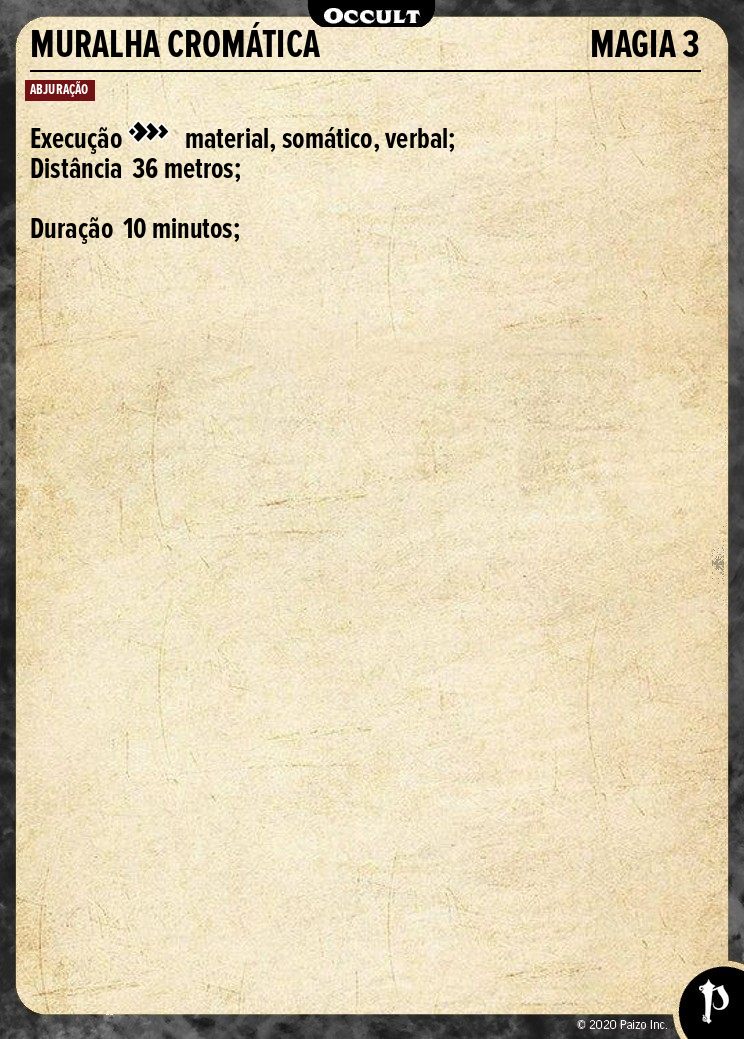 OCCULT
MURALHA CROMÁTICA MAGIA 3
ABJURAÇÃO
Execução material, somático, verbal;
Distância 36 metros;
Duração 10 minutos;
© 2020 Paizo Inc.